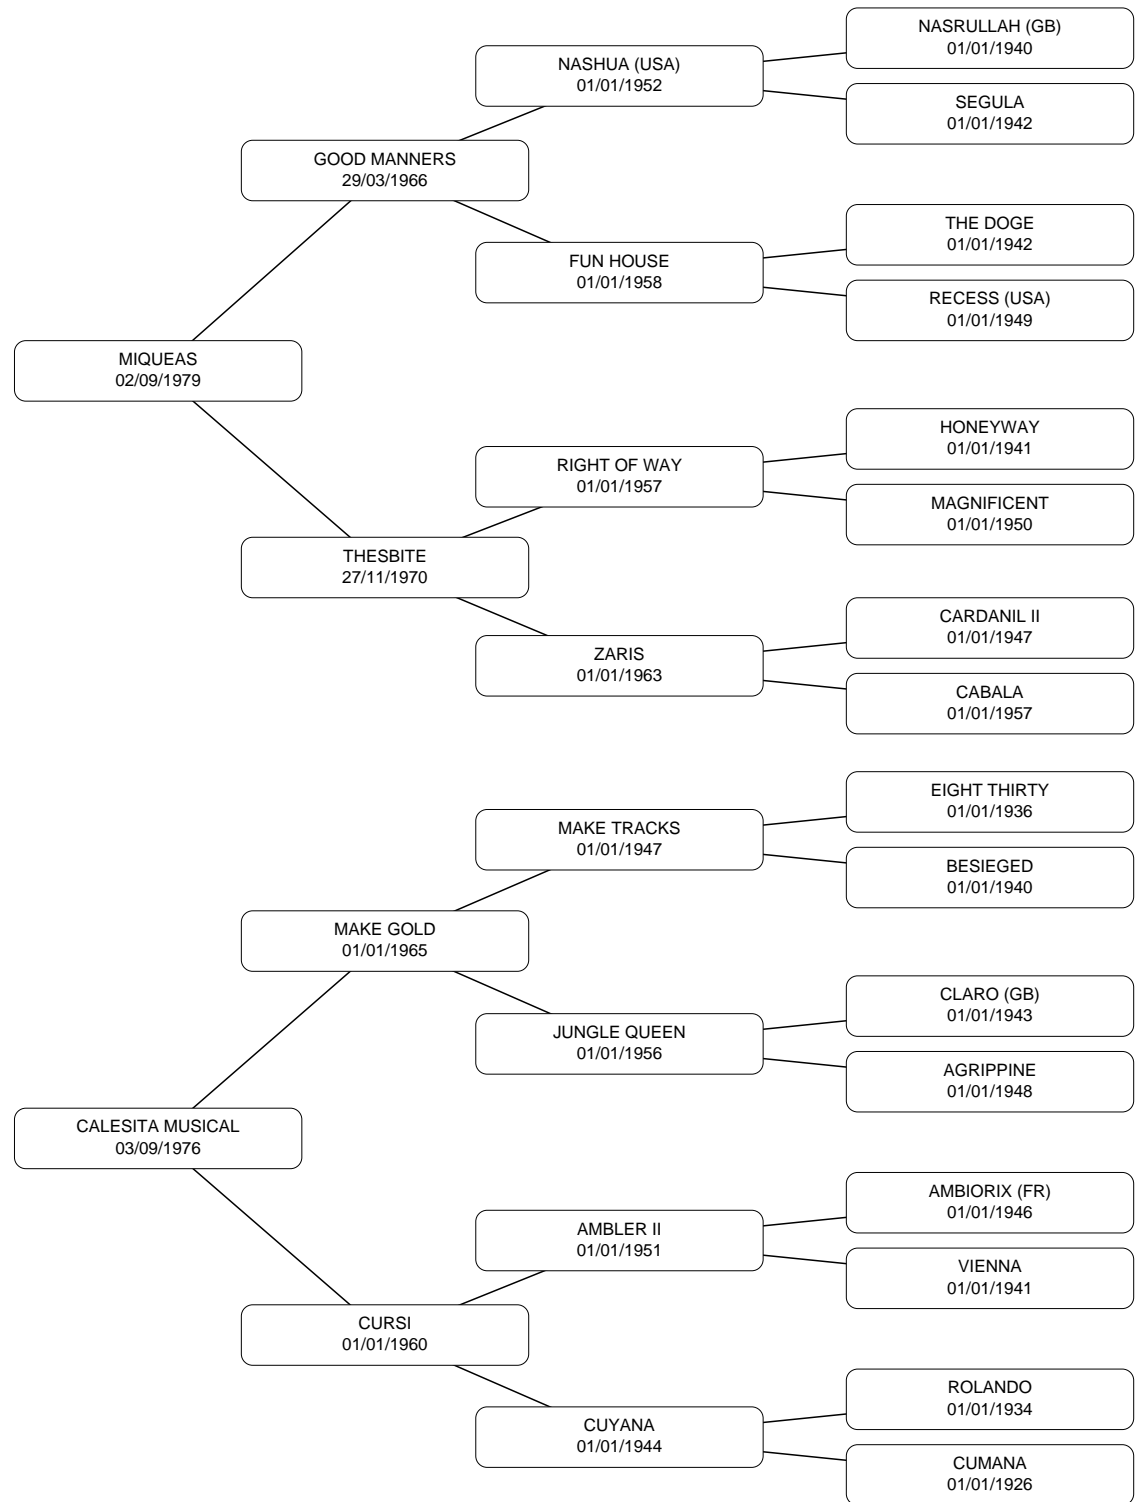 NASRULLAH (GB)
01/01/1940
NASHUA (USA)
01/01/1952
SEGULA
01/01/1942
GOOD MANNERS
29/03/1966
THE DOGE
01/01/1942
FUN HOUSE
01/01/1958
RECESS (USA)
01/01/1949
MIQUEAS
02/09/1979
HONEYWAY
01/01/1941
RIGHT OF WAY
01/01/1957
MAGNIFICENT
01/01/1950
THESBITE
27/11/1970
CARDANIL II
01/01/1947
ZARIS
01/01/1963
CABALA
01/01/1957
EIGHT THIRTY
01/01/1936
MAKE TRACKS
01/01/1947
BESIEGED
01/01/1940
MAKE GOLD
01/01/1965
CLARO (GB)
01/01/1943
JUNGLE QUEEN
01/01/1956
AGRIPPINE
01/01/1948
CALESITA MUSICAL
03/09/1976
AMBIORIX (FR)
01/01/1946
AMBLER II
01/01/1951
VIENNA
01/01/1941
CURSI
01/01/1960
ROLANDO
01/01/1934
CUYANA
01/01/1944
CUMANA
01/01/1926